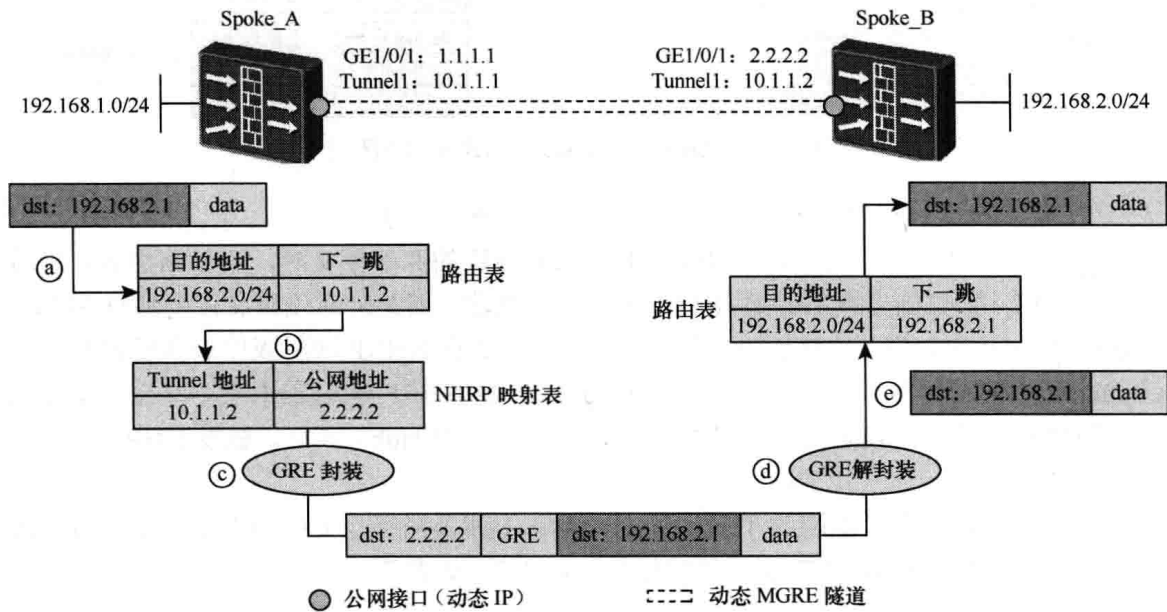 Spoke_A
Spoke_B
GE1/0/1：1.1.1.1
Tunnel1：10.1.1.1
GE1/0/1：2.2.2.2
Tunnel1：10.1.1.2
192.168.1.0/24
192.168.2.0/24
dst：192.168.2.1 data
dst：192.168.2.1 data
a
目的地址 下一跳
192.168.2.0/24 10.1.1.2
路由表
路由表
目的地址 下一跳
192.168.2.0/24 192.168.2.1
b
Tunnel 地址 公网地址
10.1.1.2 2.2.2.2
NHRP 映射表
e
dst：192.168.2.1 data
c
GRE 封装
d
GRE解封装
dst：2.2.2.2 GRE dst：192.168.2.1 data
公网接口（动态 IP）
动态 MGRE 隧道